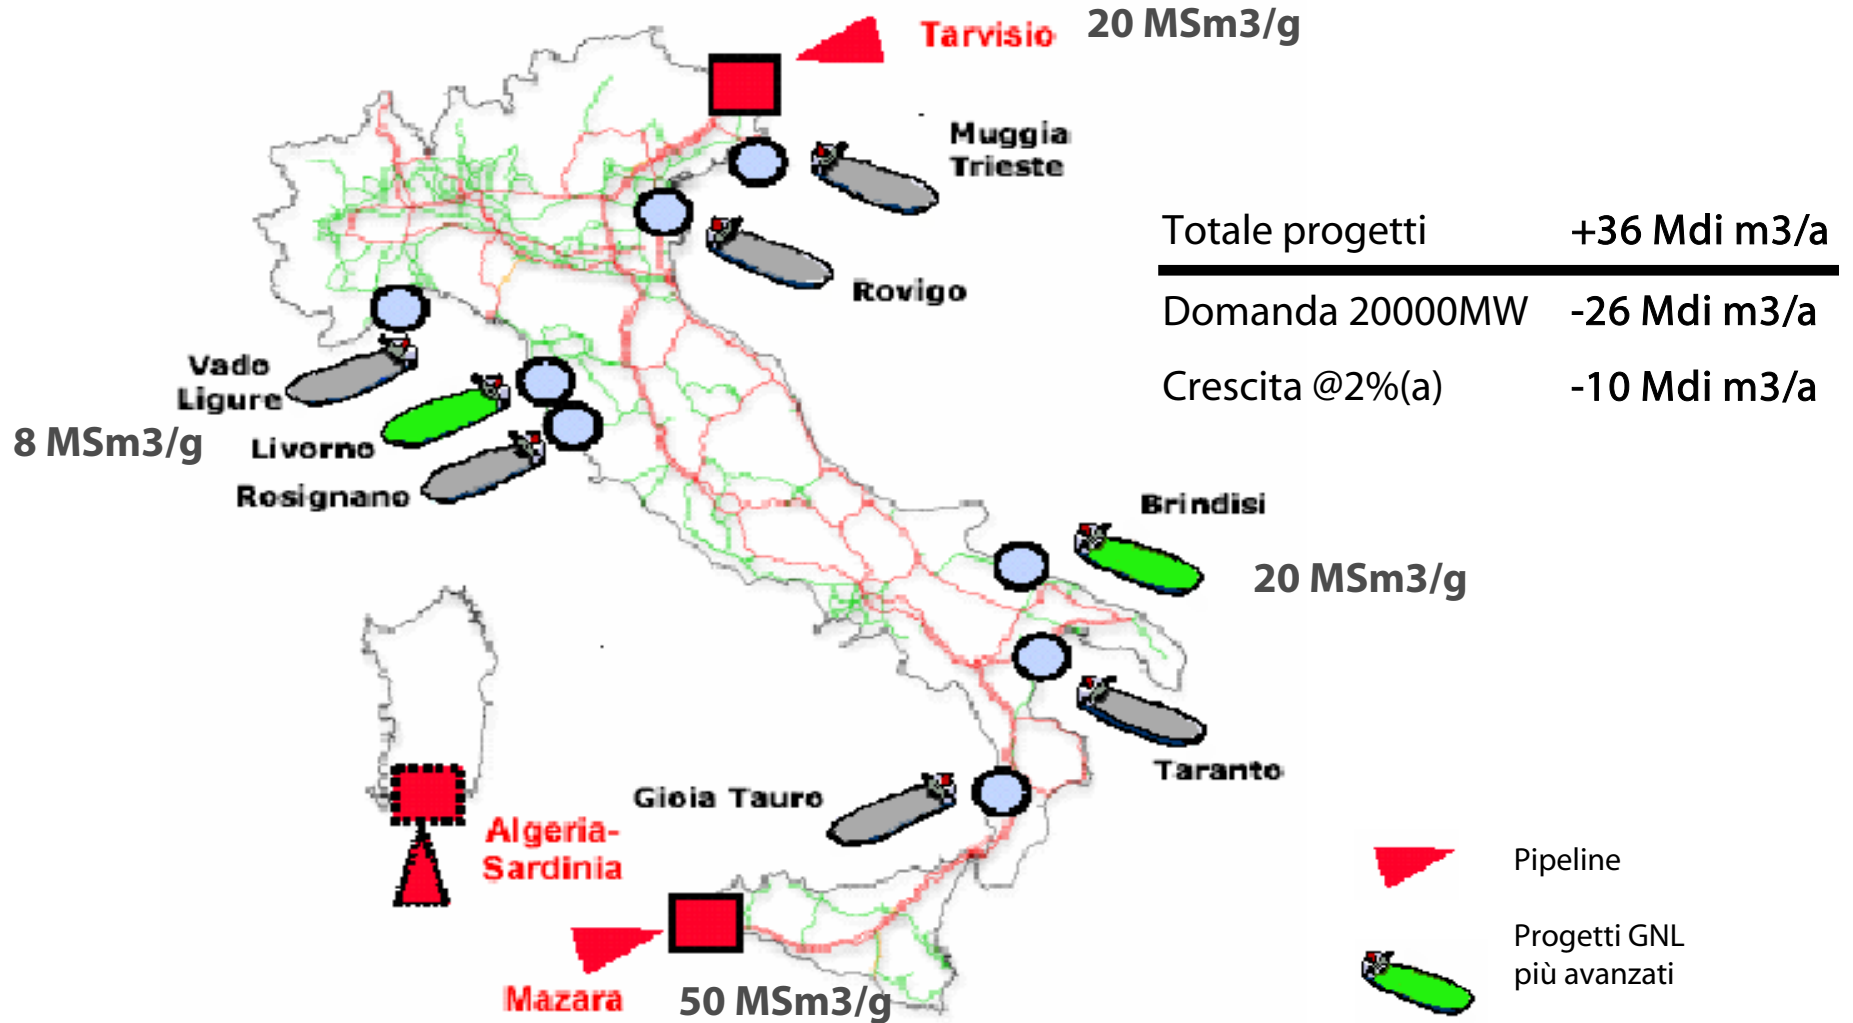 Tarvisio
20 MSm3/g
Muggia
Trieste
Rovigo
Totale progetti +36 Mdi m3/a
Domanda 20000MW -26 Mdi m3/a
Crescita @2%(a) -10 Mdi m3/a
Vado
Ligure
8 MSm3/g
Livorno
Rosignano
Brindisi
20 MSm3/g
Taranto
Gioia Tauro
Algeria-
Sardinia
Mazara
50 MSm3/g
Pipeline
Progetti GNL
più avanzati